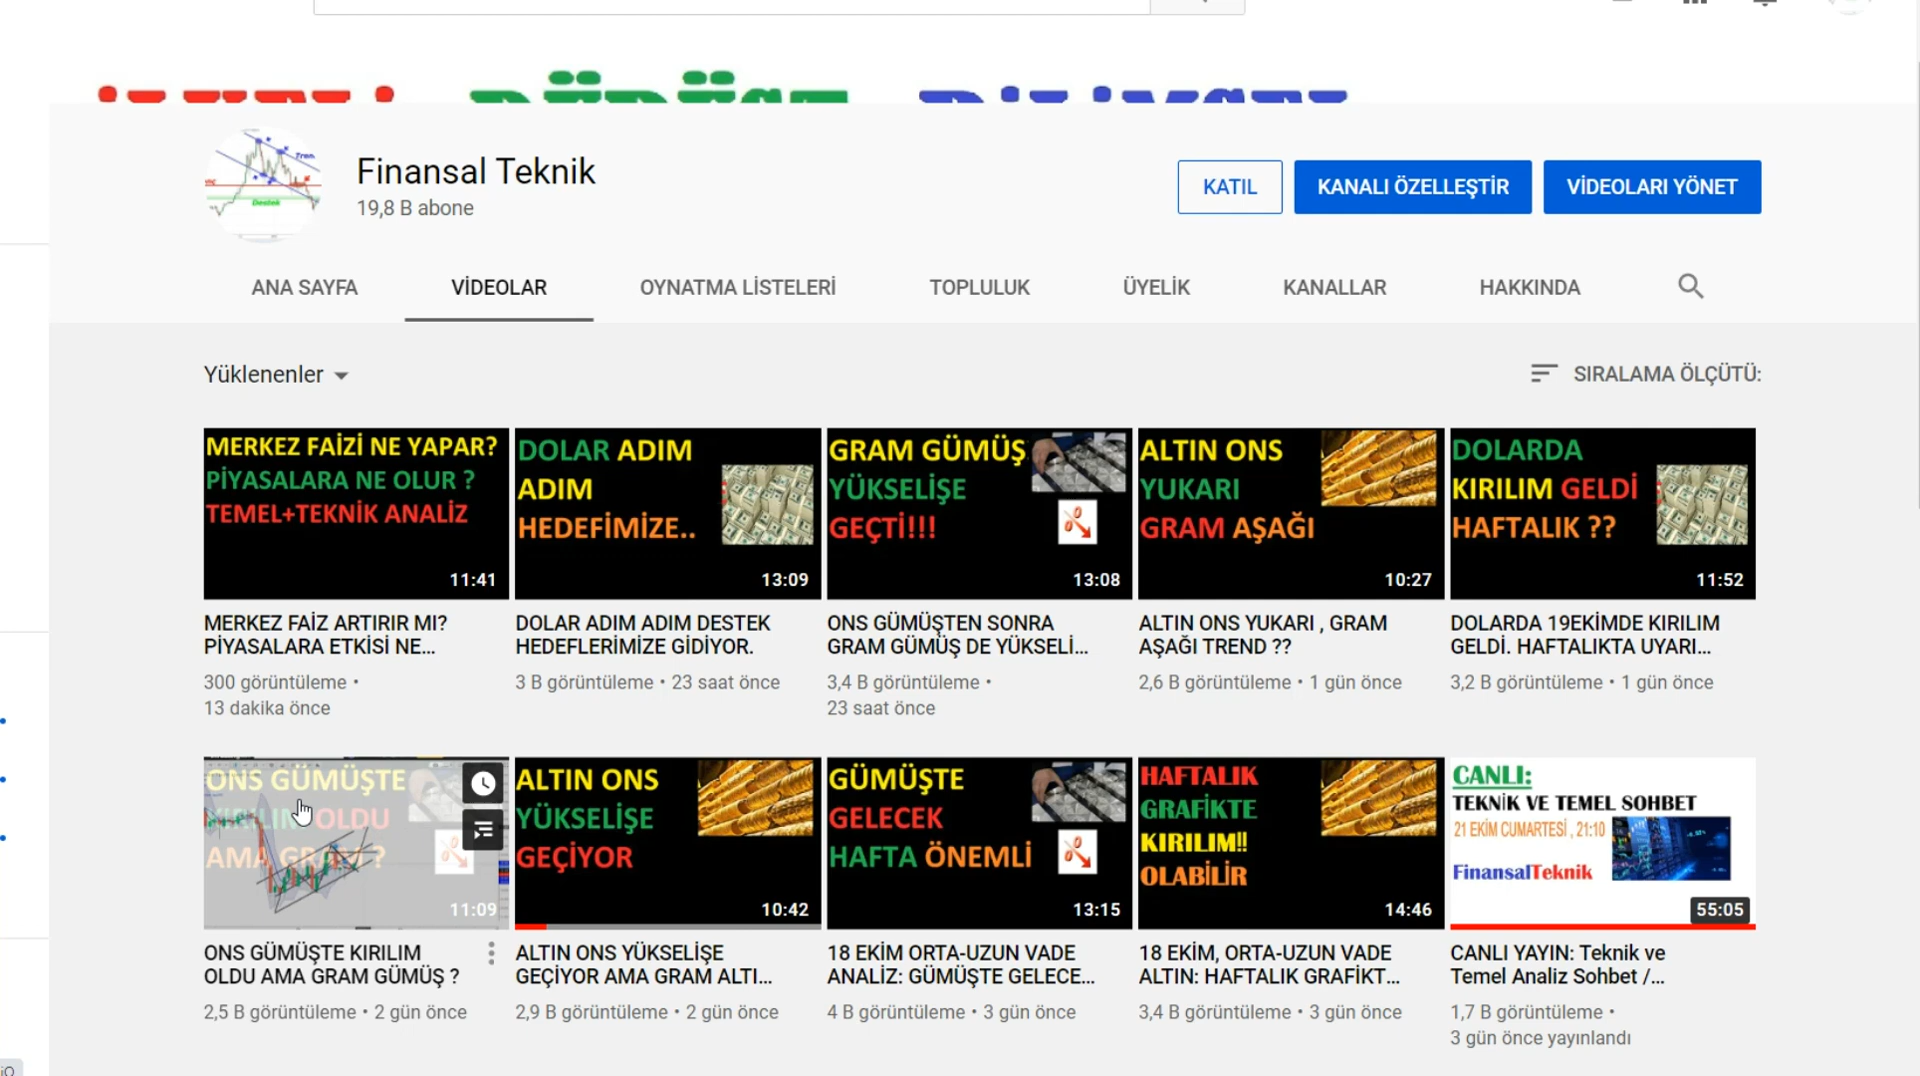 Finansal Teknik
19,8 B abone
KATIL
KANALI ÖZELLEŞTİR
VİDEOLARI YÖNET
ANA SAYFA
VİDEOLAR
OYNATMA LİSTELERİ
TOPLULUK
ÜYELİK
KANALLAR
HAKKINDA
Yüklenenler
SIRALAMA ÖLÇÜTÜ:
MERKEZ FAİZİ NE YAPAR?
PİYASALARA NE OLUR ?
TEMEL+TEKNİK ANALİZ
11:41
MERKEZ FAİZ ARTIRIR MI?
PİYASALARA ETKİSİ NE...
300 görüntüleme •
13 dakika önce
DOLAR ADIM
ADIM
HEDEFİMİZE..
13:09
DOLAR ADIM ADIM DESTEK
HEDEFLERİMİZE GİDİYOR.
3 B görüntüleme • 23 saat önce
GRAM GÜMÜŞ
YÜKSELİŞE
GEÇTİ!!!
13:08
ONS GÜMÜŞTEN SONRA
GRAM GÜMÜŞ DE YÜKSELİ...
3,4 B görüntüleme •
23 saat önce
ALTIN ONS
YUKARI
GRAM AŞAĞI
10:27
ALTIN ONS YUKARI , GRAM
AŞAĞI TREND ??
2,6 B görüntüleme • 1 gün önce
DOLARDA
KIRILIM GELDİ
HAFTALIK ??
11:52
DOLARDA 19EKİMDE KIRILIM
GELDİ. HAFTALIKTA UYARI...
3,2 B görüntüleme • 1 gün önce
ONS GÜMÜŞTE
KIRILIM OLDU
AMA GRAM ?
11:09
ONS GÜMÜŞTE KIRILIM
OLDU AMA GRAM GÜMÜŞ ?
2,5 B görüntüleme • 2 gün önce
ALTIN ONS
YÜKSELİŞE
GEÇİYOR
10:42
ALTIN ONS YÜKSELİŞE
GEÇİYOR AMA GRAM ALTI...
2,9 B görüntüleme • 2 gün önce
GÜMÜŞTE
GELECEK
HAFTA ÖNEMLİ
13:15
18 EKİM ORTA-UZUN VADE
ANALİZ: GÜMÜŞTE GELECE...
4 B görüntüleme • 3 gün önce
HAFTALIK
GRAFİKTE
KIRILIM!!
OLABİLİR
14:46
18 EKİM, ORTA-UZUN VADE
ALTIN: HAFTALIK GRAFİKT...
3,4 B görüntüleme • 3 gün önce
CANLI:
TEKNİK VE TEMEL SOHBET
21 EKİM CUMARTESİ , 21:10
FinansalTeknik
55:05
CANLI YAYIN: Teknik ve
Temel Analiz Sohbet /...
1,7 B görüntüleme •
3 gün önce yayınlandı